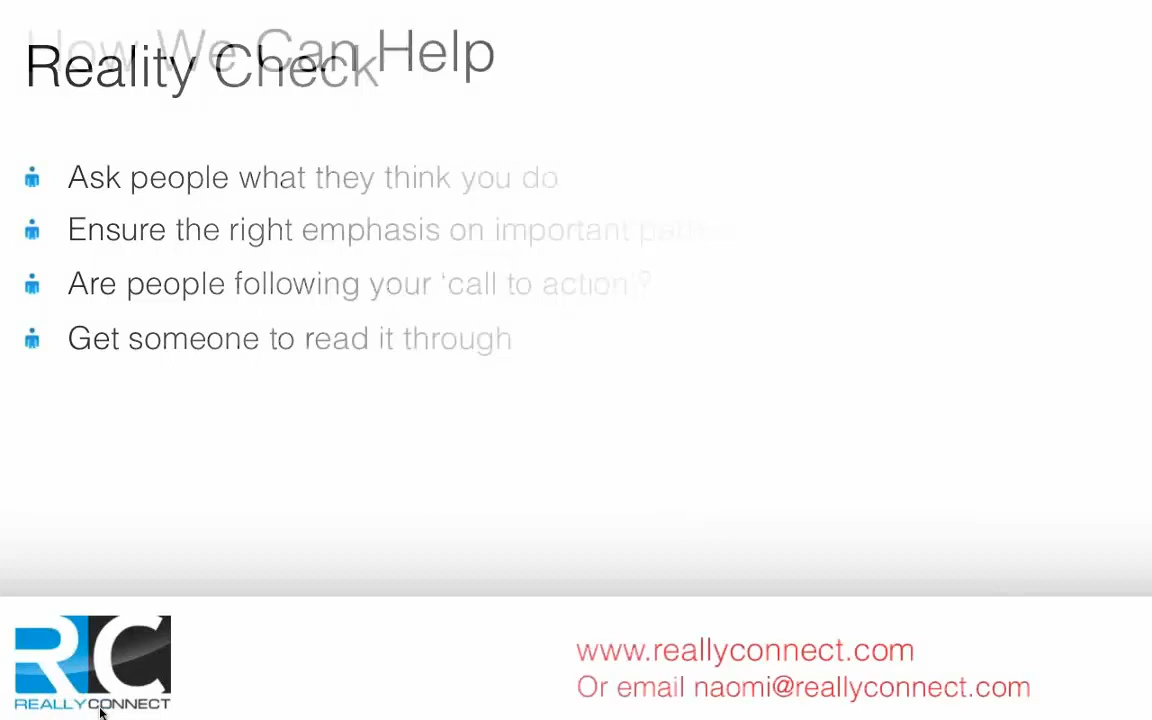 How We Can Help
Reality Check
Ask people what they think you do
Ensure the right emphasis on important
Are people following your ‘call to action’?
Get someone to read it through
RC
REALLYCONNECT
www.reallyconnect.com
Or email naomi@reallyconnect.com